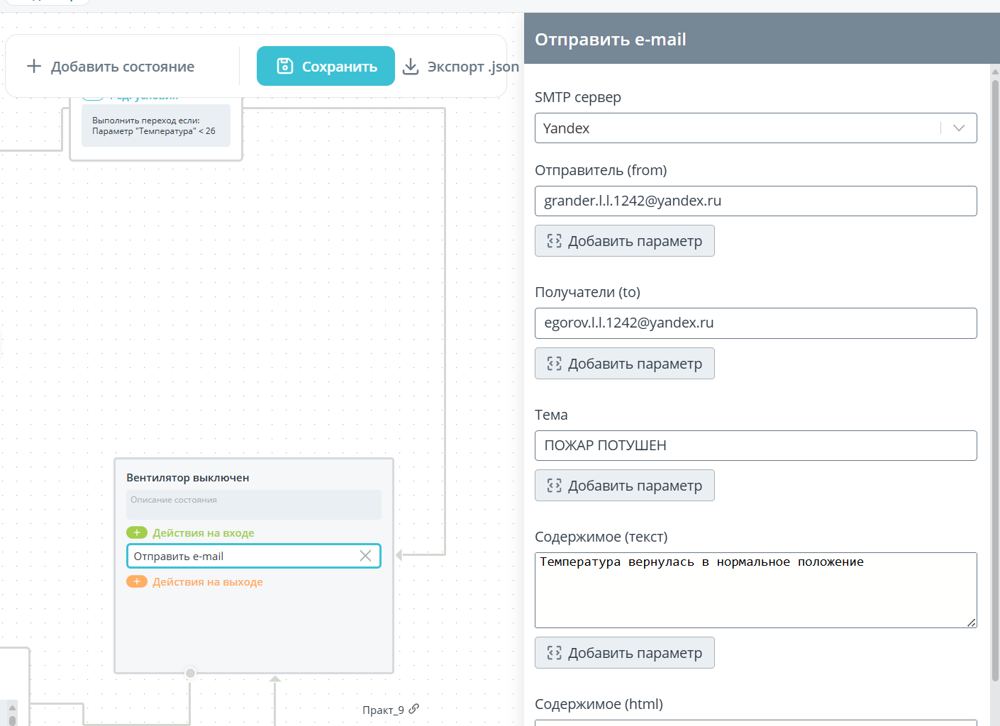 Добавить состояние
Сохранить
Экспорт .json
Ред. условия
Выполнить переход если:
Параметр "Температура" < 26
Вентилятор выключен
Описание состояния
Действия на входе
Отправить e-mail
Действия на выходе
Практ_9
Отправить e-mail
SMTP сервер
Yandex
Отправитель (from)
grander.l.l.1242@yandex.ru
Добавить параметр
Получатели (to)
egorov.l.l.1242@yandex.ru
Добавить параметр
Тема
ПОЖАР ПОТУШЕН
Добавить параметр
Содержимое (текст)
Температура вернулась в нормальное положение
Добавить параметр
Содержимое (html)